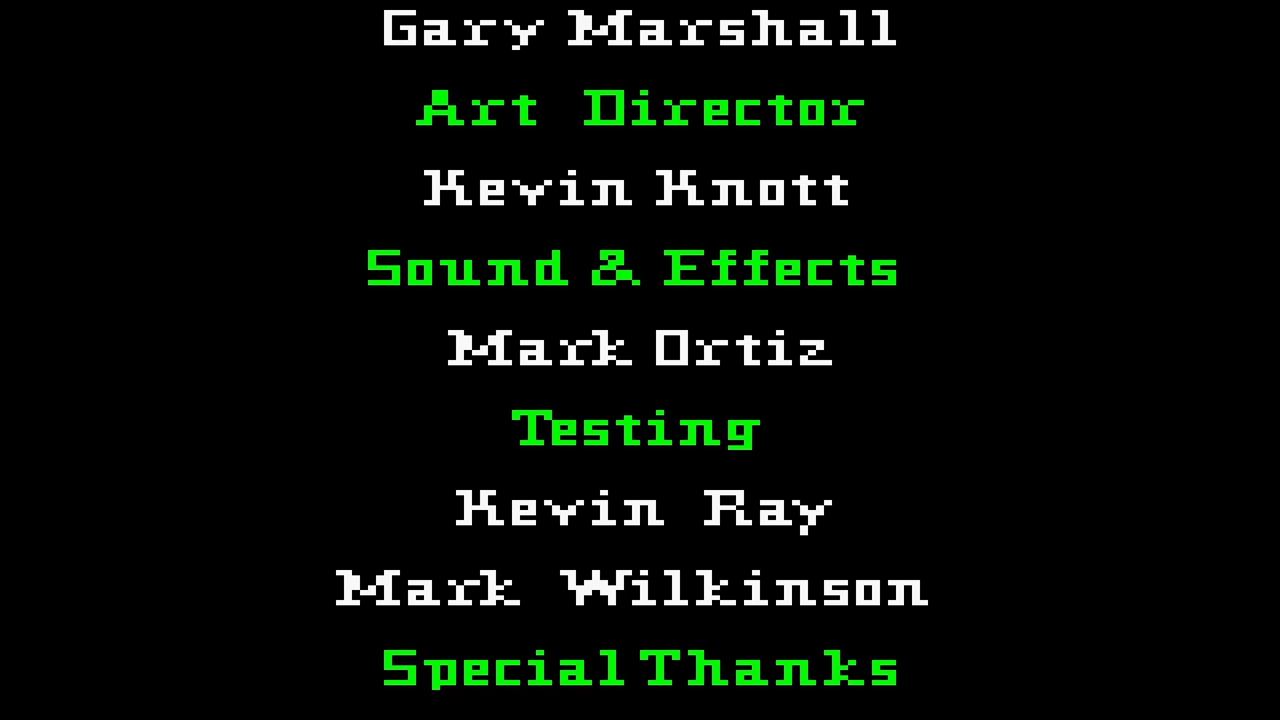 Gary Marshall
Art Director
Kevin Knott
Sound & Effects
Mark Ortiz
Testing
Kevin Ray
Mark Wilkinson
Special Thanks